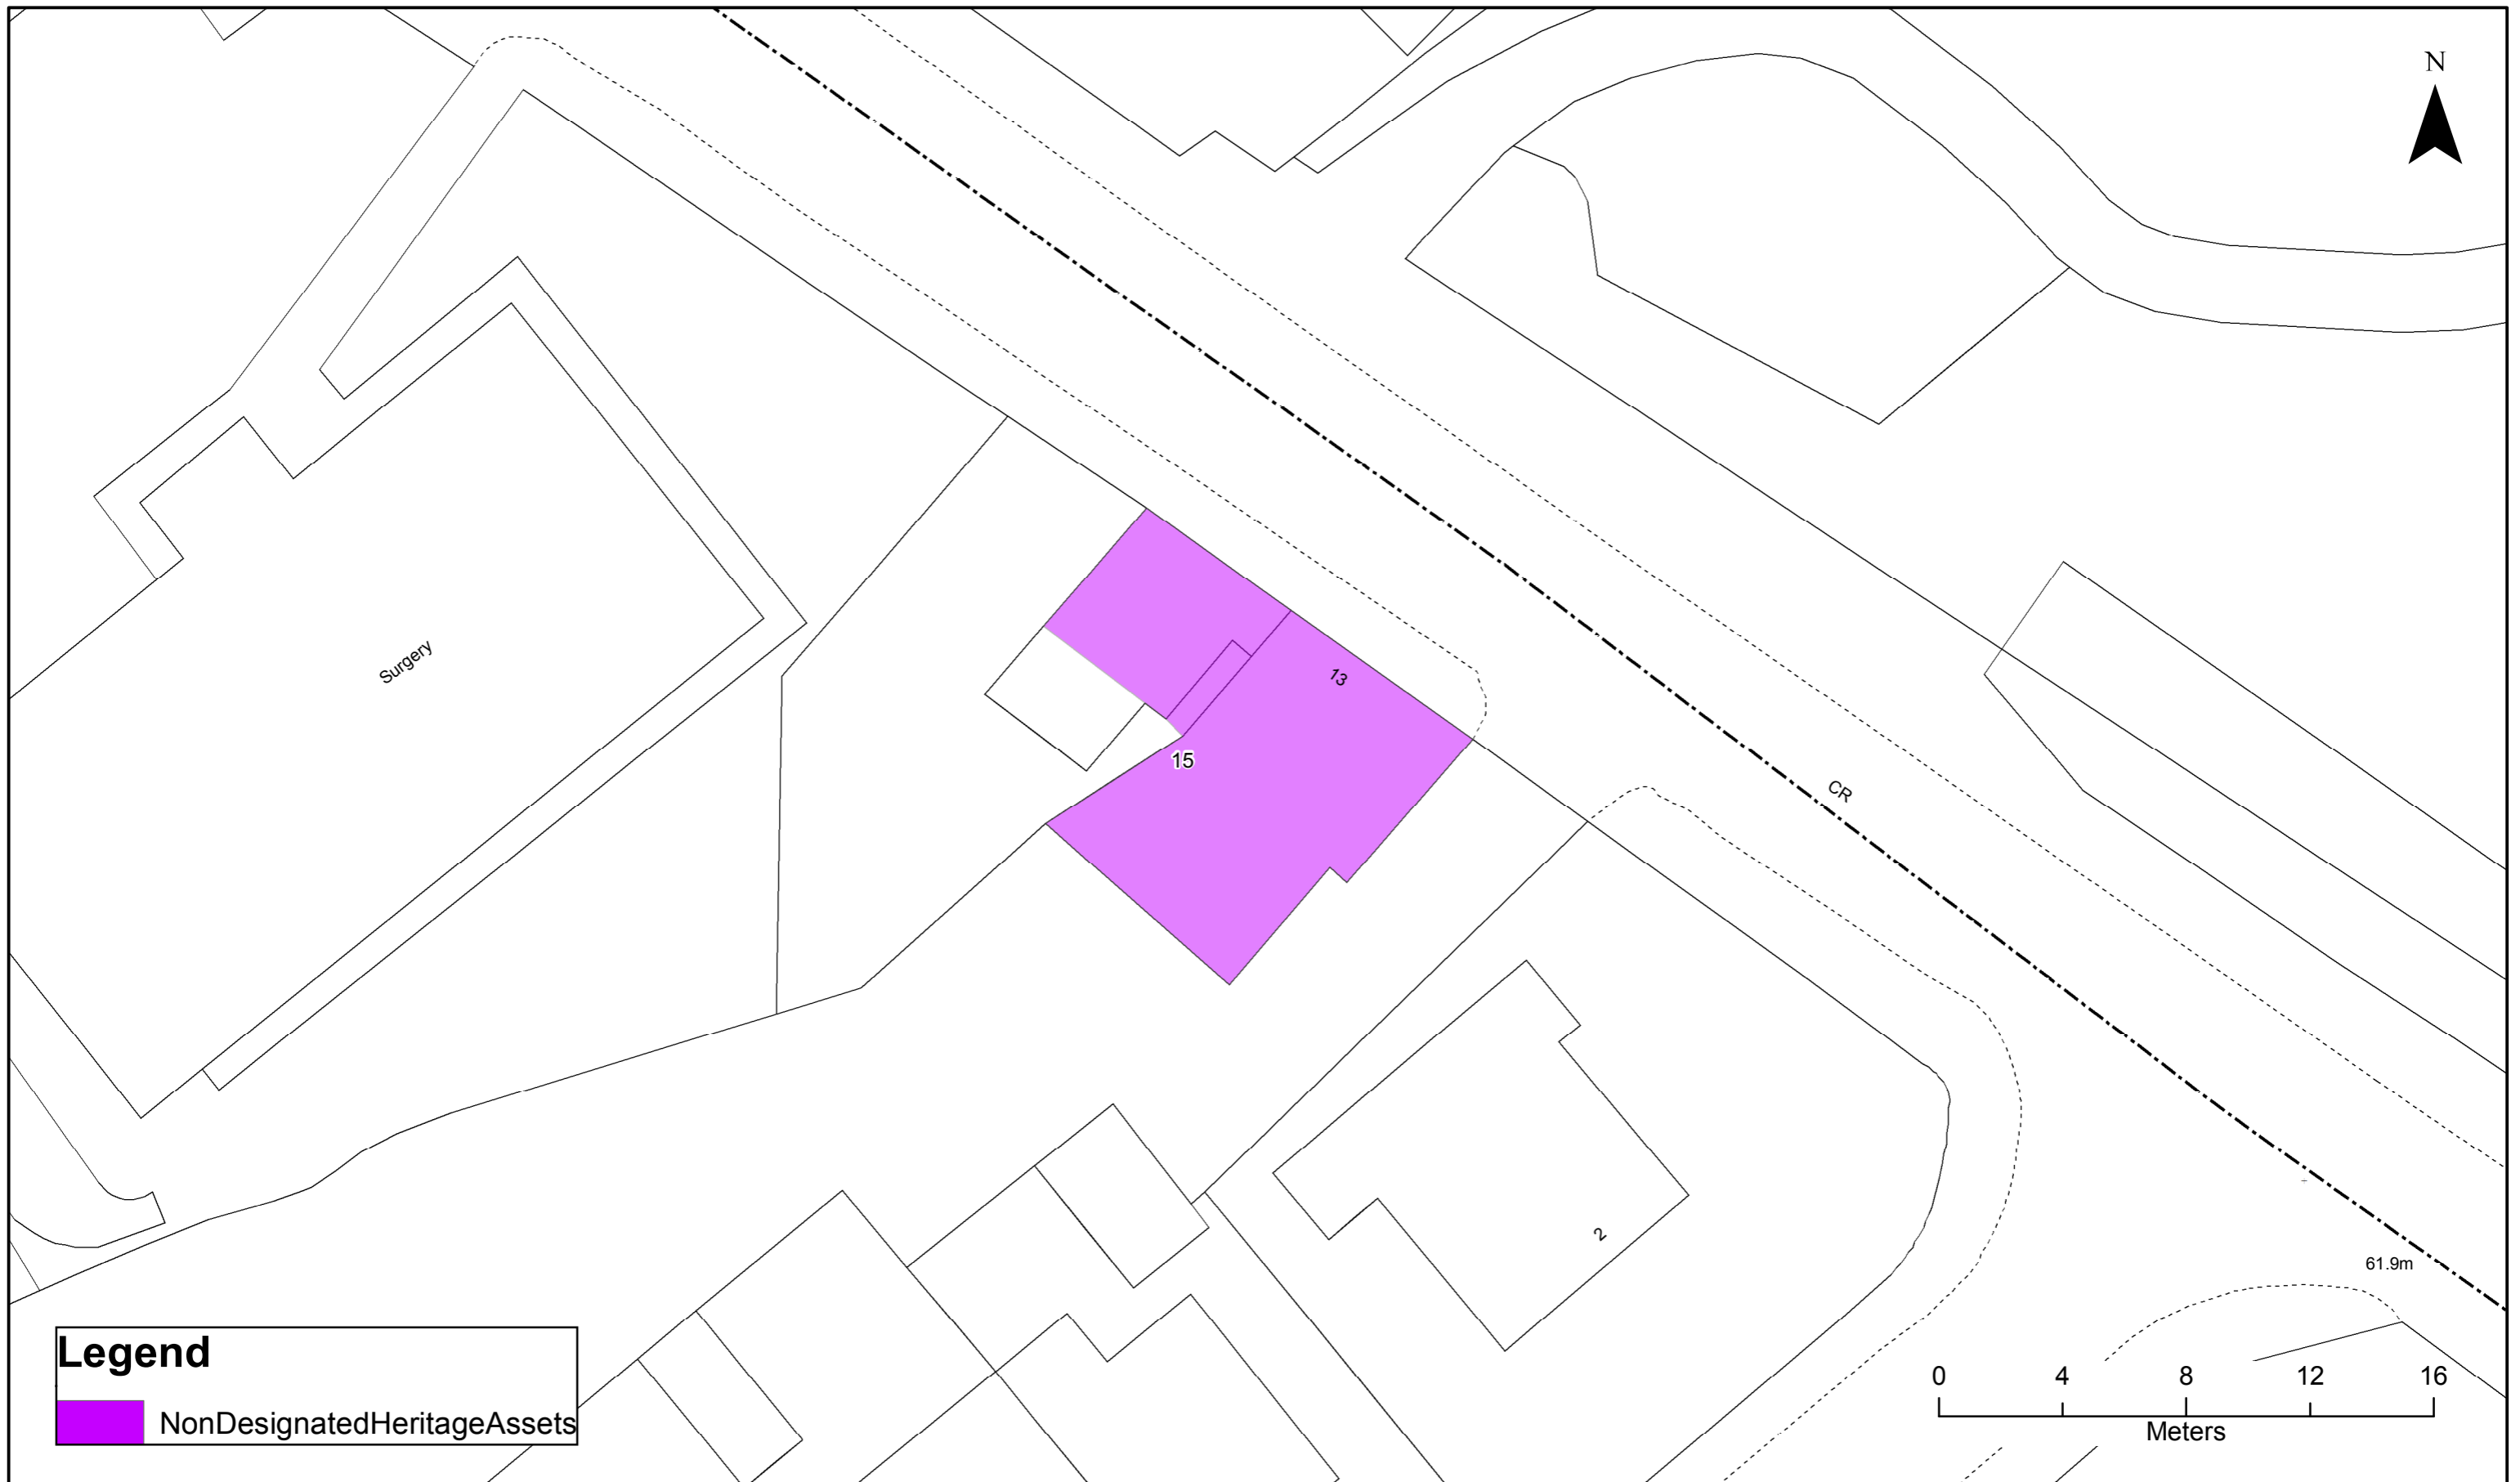 N
Surgery
13
15
CR
2
61.9m
Legend
NonDesignatedHeritageAssets
0 4 8 12 16
Meters